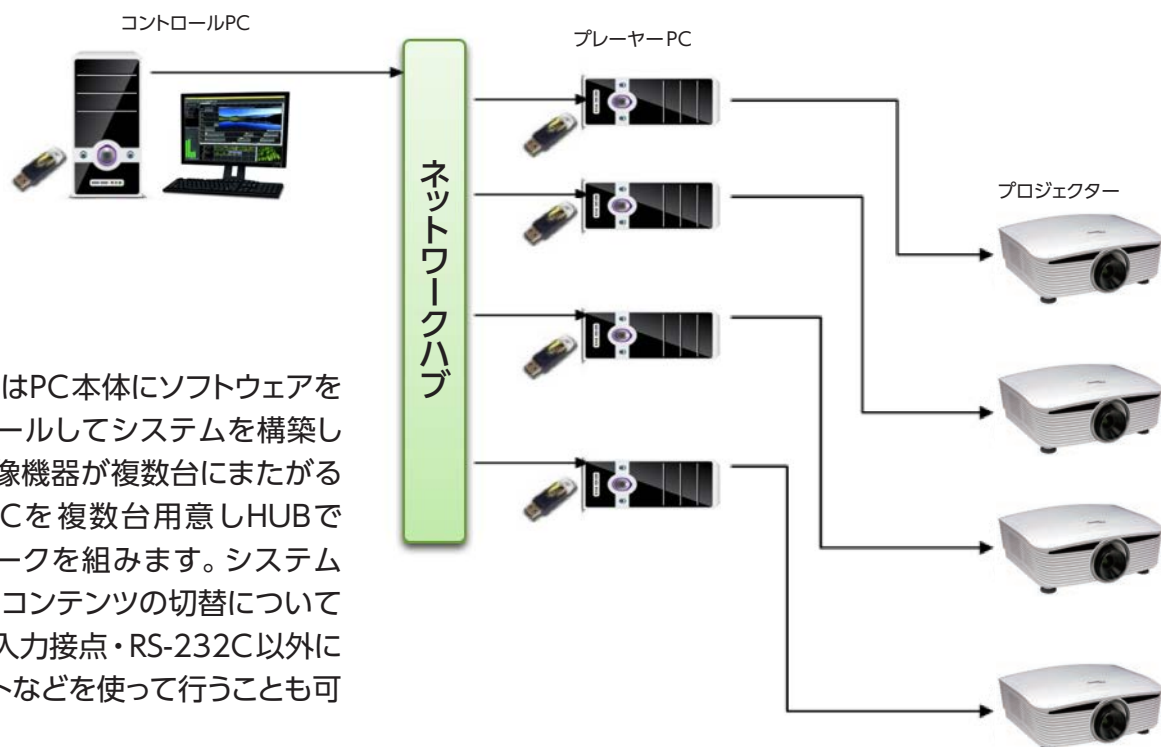 コントロールPC
プレーヤーPC
ネットワークハブ
プロジェクター
はPC本体にソフトウェアを
ールしてシステムを構築し
像機器が複数台にまたがる
Cを複数台用意しHUBで
ークを組みます。システム
コンテンツの切替について
入力接点・RS-232C以外に
トなどを使って行うことも可